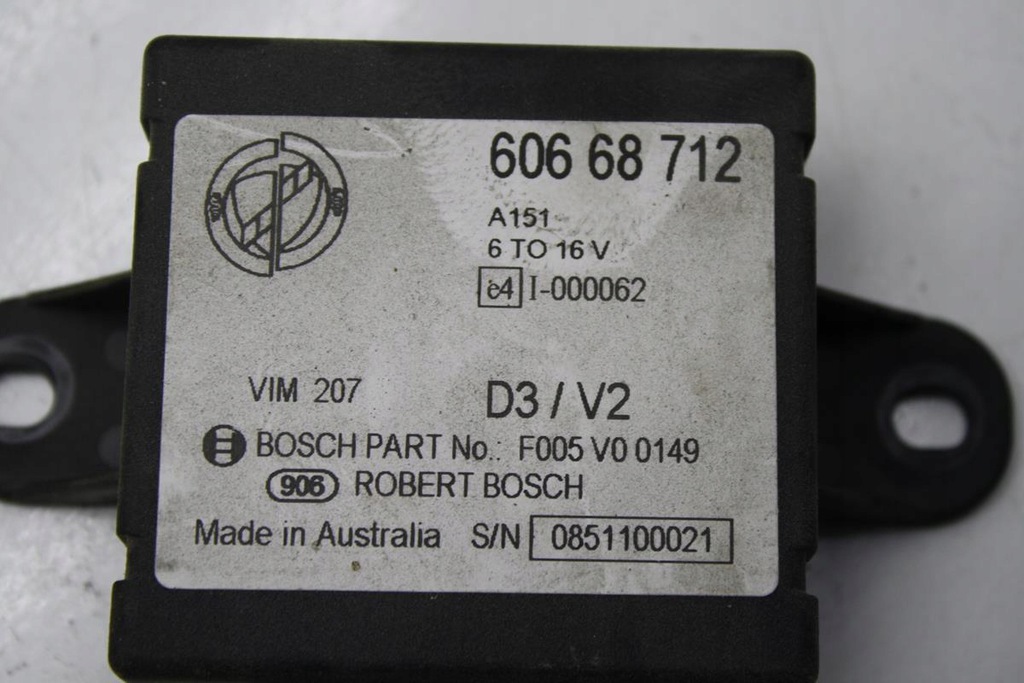 606 68 712
A151
6 TO 16 V
e4 I-000062
VIM 207 D3 / V2
BOSCH PART No.: F005 V0 0149
906 ROBERT BOSCH
Made in Australia S/N 0851100021